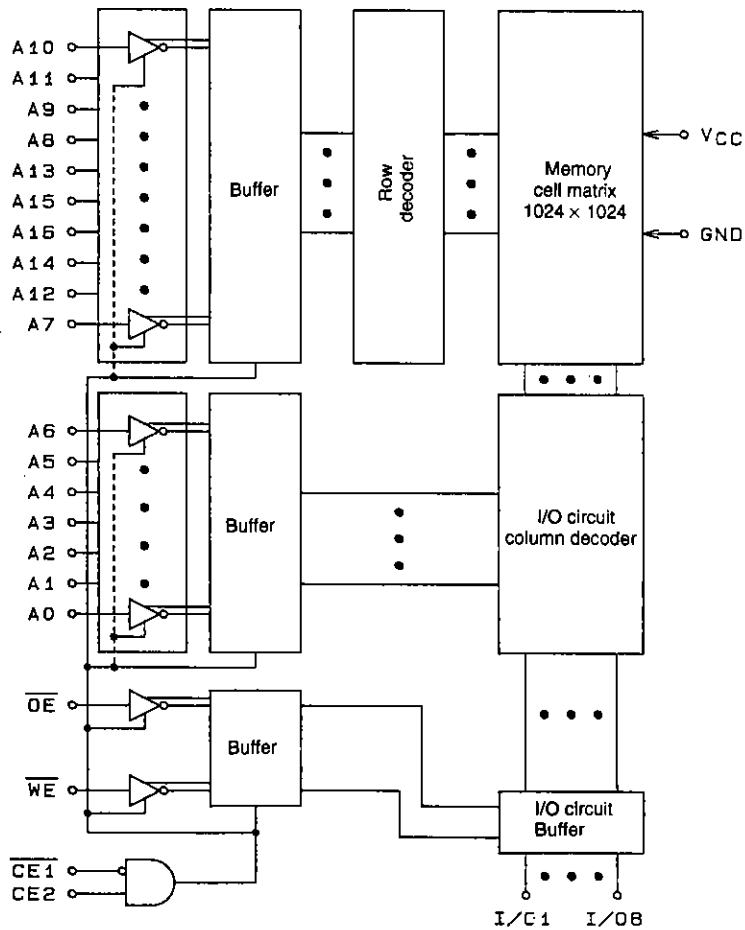 A10
A11
A9
A8
A13
A15
A16
A14
A12
A7
Buffer
Row
decoder
Memory
cell matrix
1024 × 1024
VCC
GND
A6
A5
A4
A3
A2
A1
A0
Buffer
I/O circuit
column decoder
OE
WE
Buffer
I/O circuit
Buffer
CE1
CE2
I/O1
I/O8